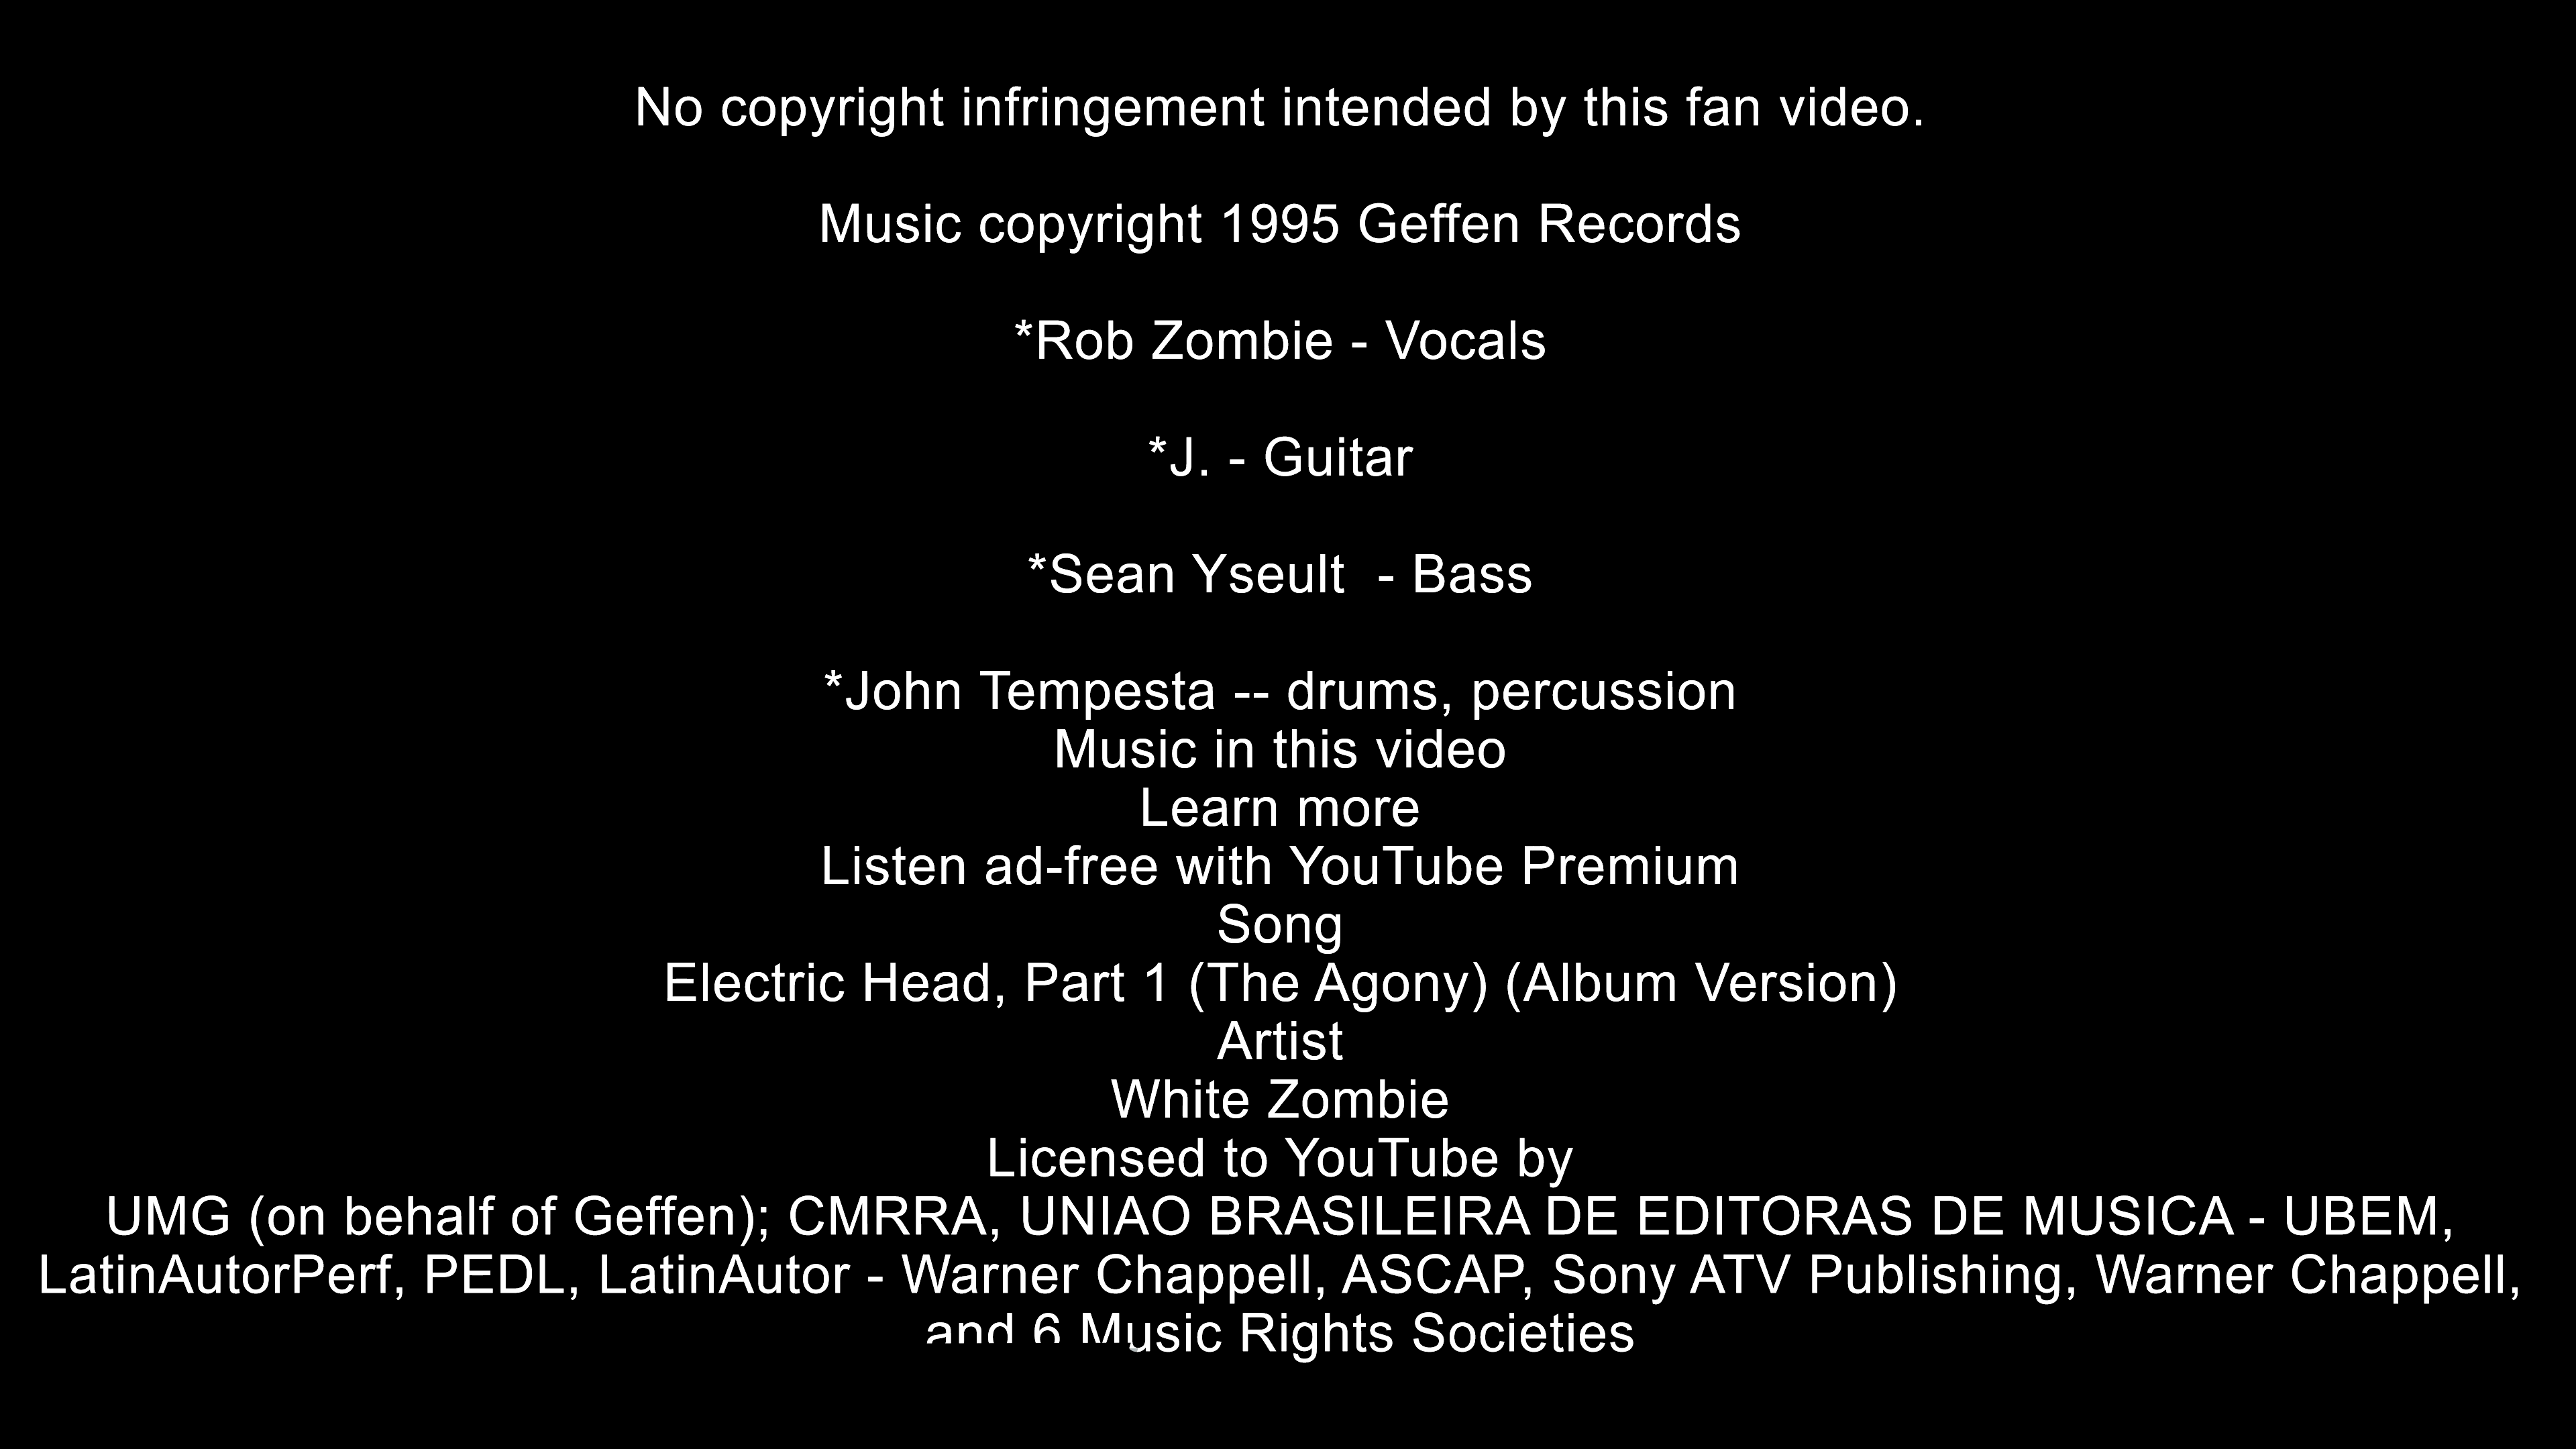 No copyright infringement intended by this fan video.
Music copyright 1995 Geffen Records
*Rob Zombie - Vocals
*J. - Guitar
*Sean Yseult  - Bass
*John Tempesta -- drums, percussion
Music in this video
Learn more
Listen ad-free with YouTube Premium
Song
Electric Head, Part 1 (The Agony) (Album Version)
Artist
White Zombie
Licensed to YouTube by
UMG (on behalf of Geffen); CMRRA, UNIAO BRASILEIRA DE EDITORAS DE MUSICA - UBEM,
LatinAutorPerf, PEDL, LatinAutor - Warner Chappell, ASCAP, Sony ATV Publishing, Warner Chappell,
and 6 Music Rights Societies